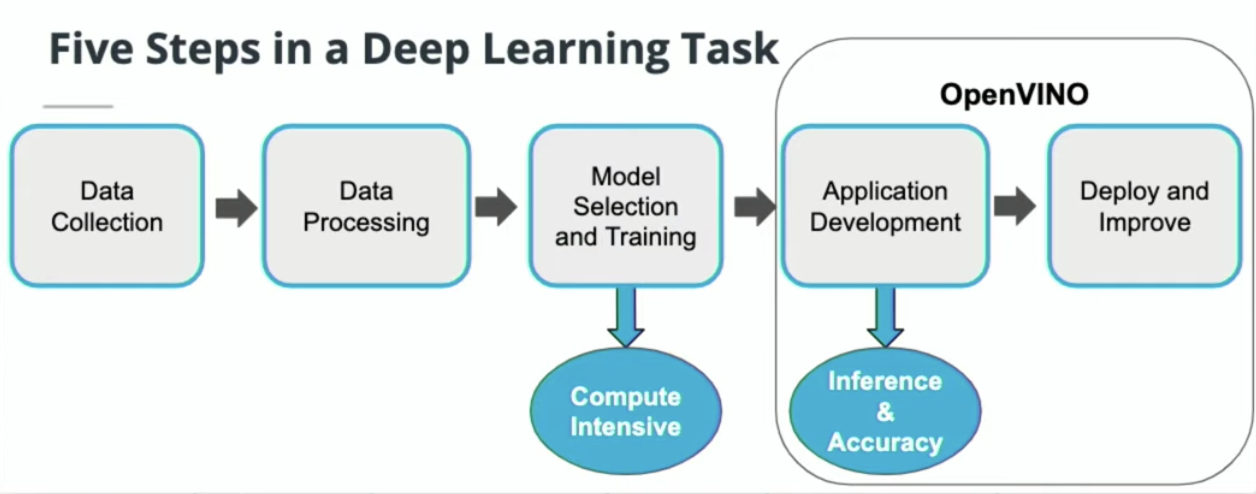 Five Steps in a Deep Learning Task
OpenVINO
Data
Collection
Data
Processing
Model
Selection
and Training
Application
Development
Deploy and
Improve
Compute
Intensive
Inference
&
Accuracy